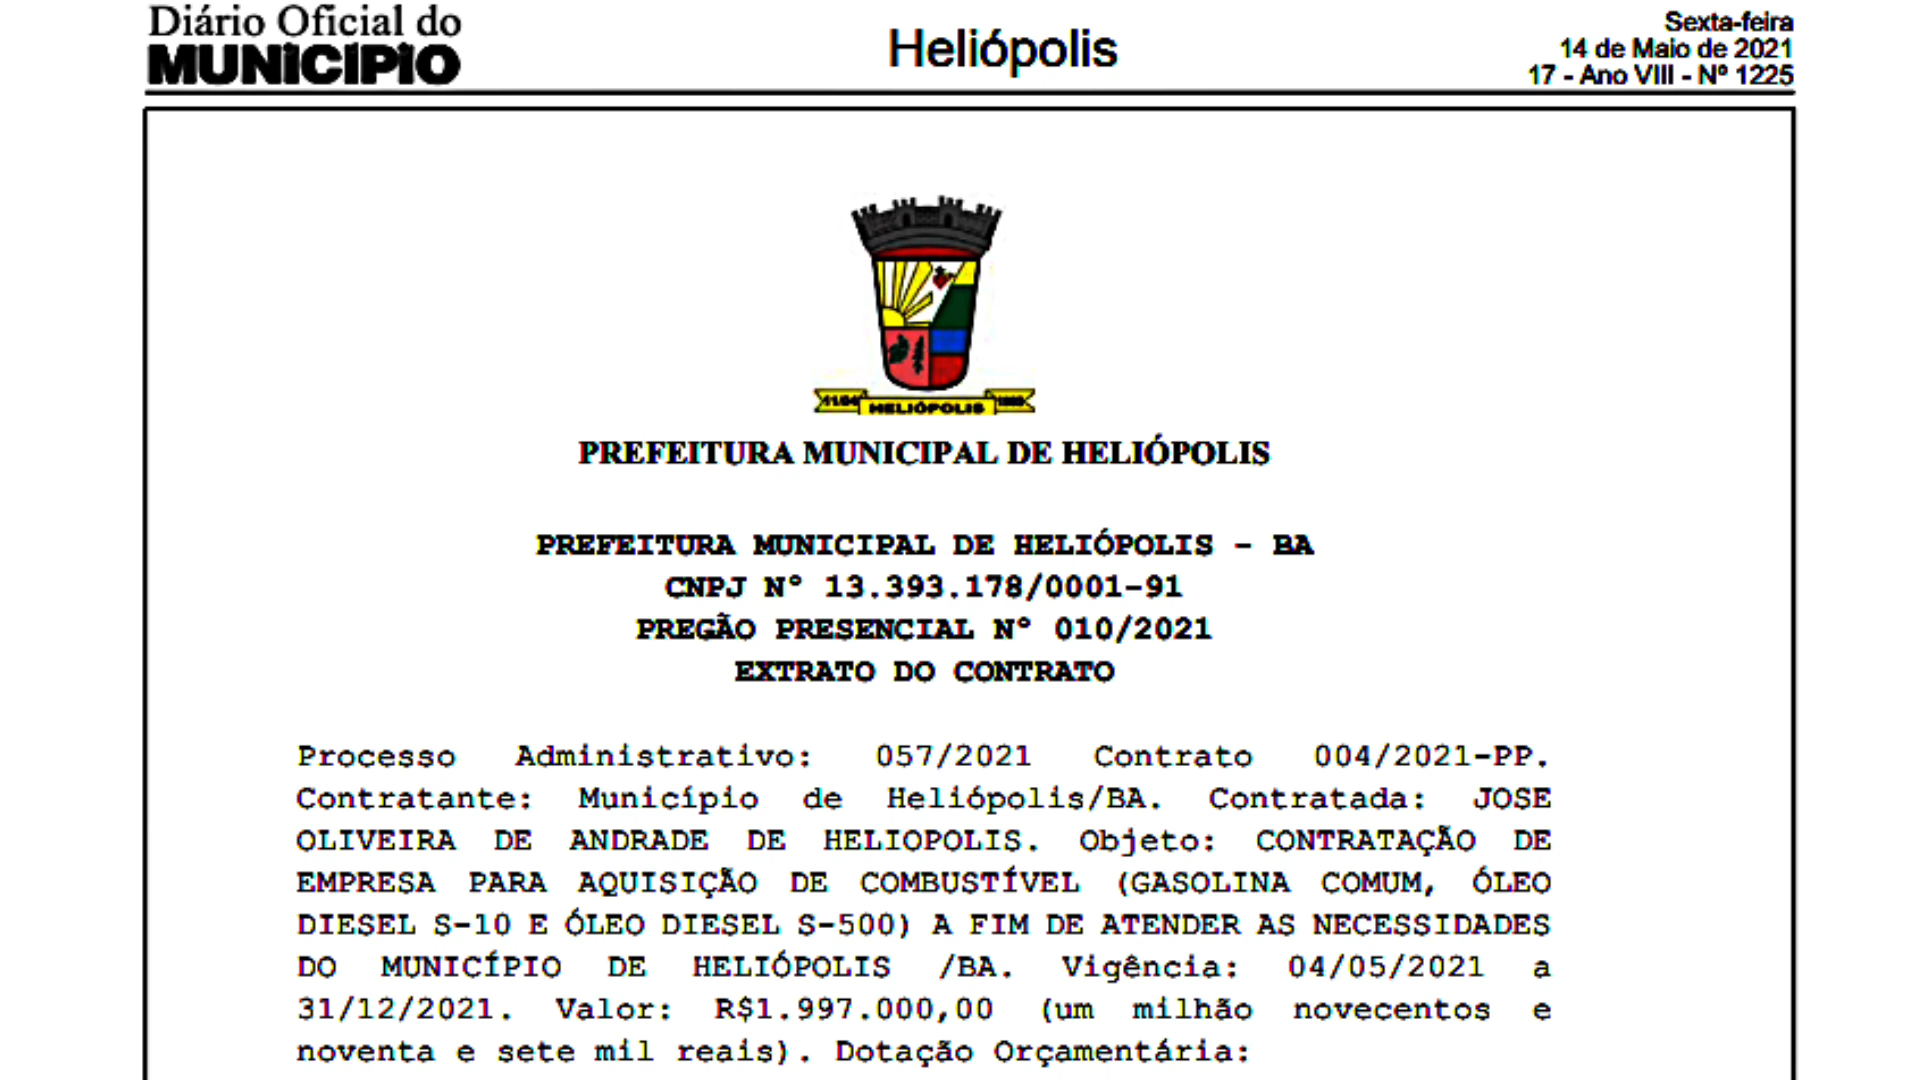 Diário Oficial do
MUNICÍPIO
Heliópolis
Sexta-feira
14 de Maio de 2021
17 - Ano VIII - Nº 1225
HELIÓPOLIS
PREFEITURA MUNICIPAL DE HELIÓPOLIS
PREFEITURA MUNICIPAL DE HELIÓPOLIS - BA
CNPJ Nº 13.393.178/0001-91
PREGÃO PRESENCIAL Nº 010/2021
EXTRATO DO CONTRATO
Processo Administrativo: 057/2021 Contrato 004/2021-PP.
Contratante: Município de Heliópolis/BA. Contratada: JOSE
OLIVEIRA DE ANDRADE DE HELIOPOLIS. Objeto: CONTRATAÇÃO DE
EMPRESA PARA AQUISIÇÃO DE COMBUSTÍVEL (GASOLINA COMUM, ÓLEO
DIESEL S-10 E ÓLEO DIESEL S-500) A FIM DE ATENDER AS NECESSIDADES
DO MUNICÍPIO DE HELIÓPOLIS /BA. Vigência: 04/05/2021 a
31/12/2021. Valor: R$1.997.000,00 (um milhão novecentos e
noventa e sete mil reais). Dotação Orçamentária: